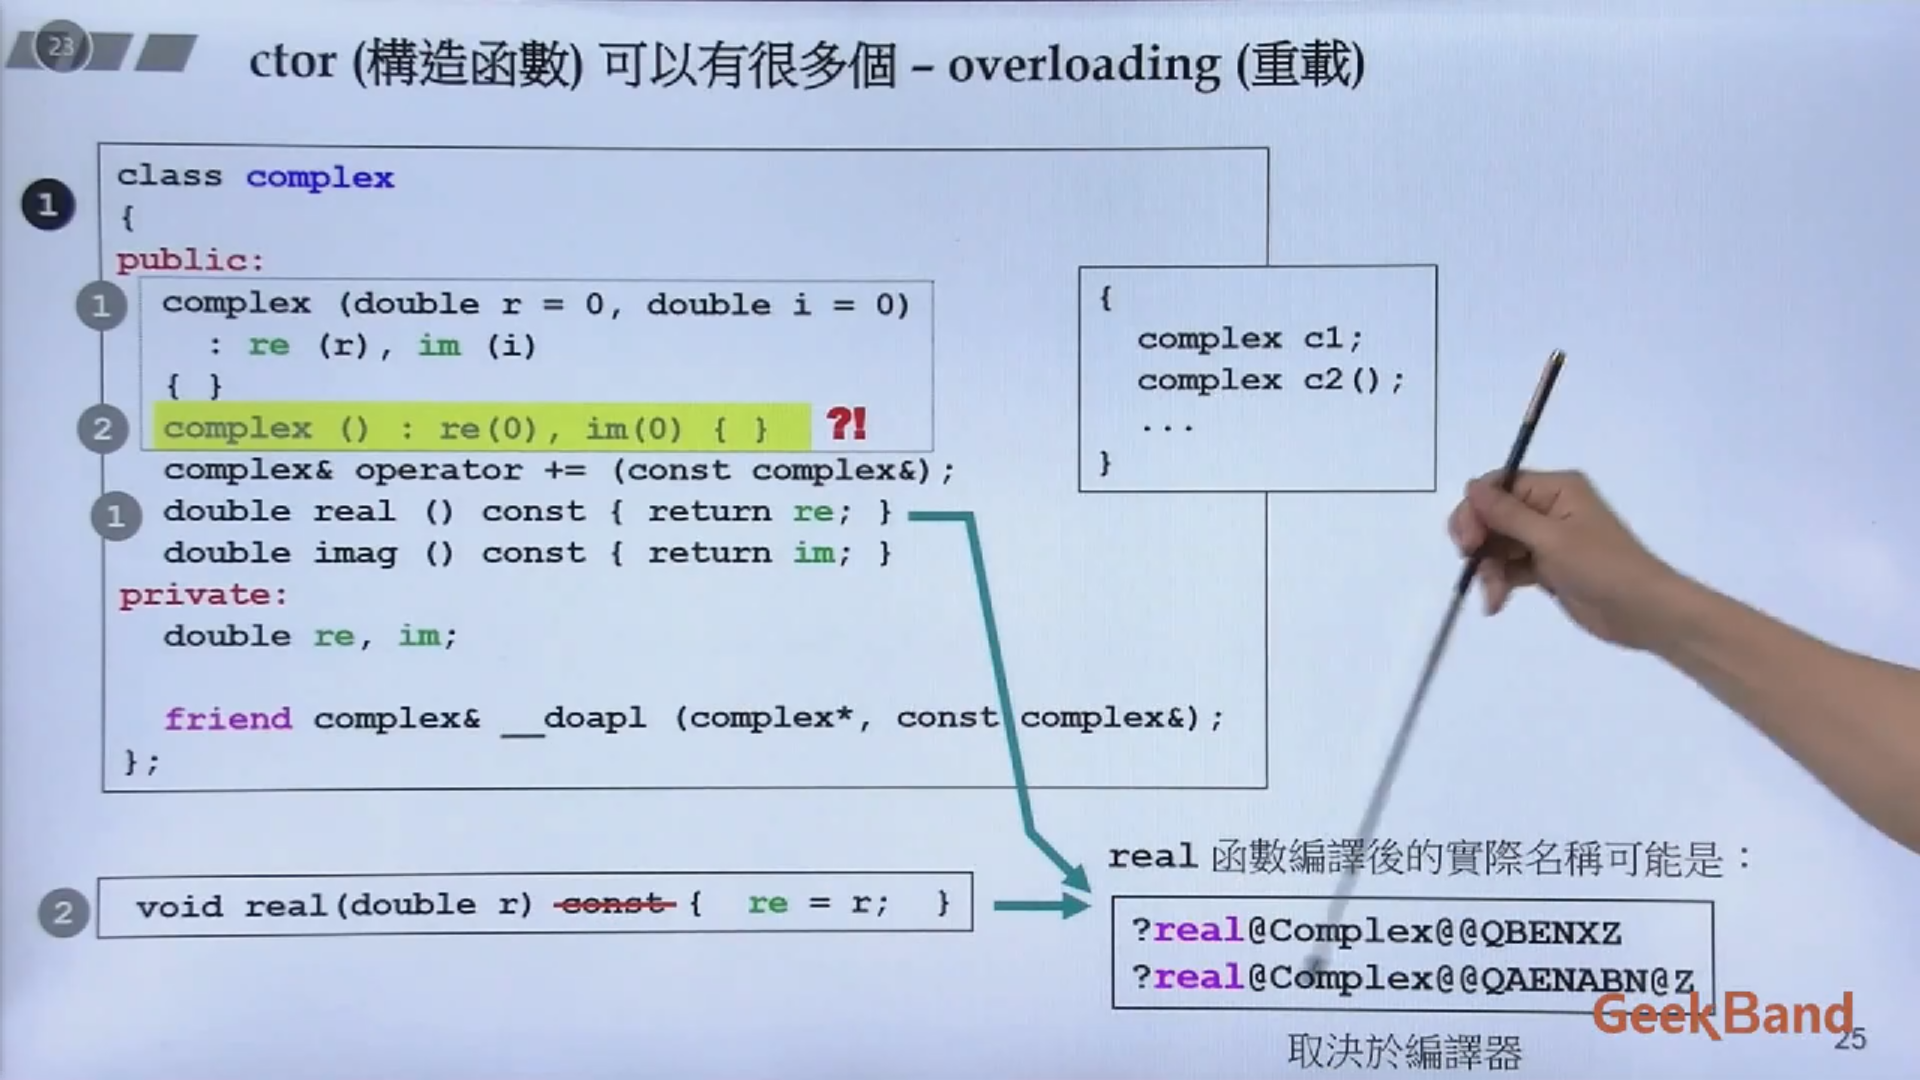 23
ctor (構造函數) 可以有很多個 – overloading (重載)
1
class complex
{
public:
1
complex (double r = 0, double i = 0)
: re (r), im (i)
{ }
2
complex () : re(0), im(0) { }
?!
complex& operator += (const complex&);
1
double real () const { return re; }
double imag () const { return im; }
private:
double re, im;
friend complex& __doapl (complex*, const complex&);
};
{
complex c1;
complex c2();
...
}
2
void real(double r) const { re = r; }
real 函數編譯後的實際名稱可能是：
?real@Complex@@QBENXZ
?real@Complex@@QAENABN@Z
取決於編譯器
GeekBand
25